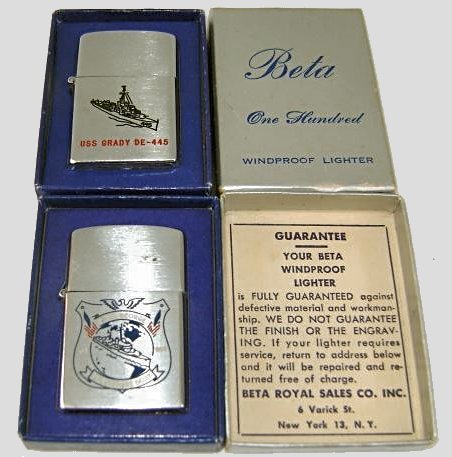 USS GRADY DE-445
Beta
One Hundred
WINDPROOF LIGHTER
GUARANTEE
YOUR BETA
WINDPROOF
LIGHTER
is FULLY GUARANTEED against
defective material and workman-
ship. WE DO NOT GUARANTEE
THE FINISH OR THE ENGRAV-
ING. If your lighter requires
service, return to address below
and it will be repaired and re-
turned free of charge.
BETA ROYAL SALES CO. INC.
6 Varick St.
New York 13, N.Y.